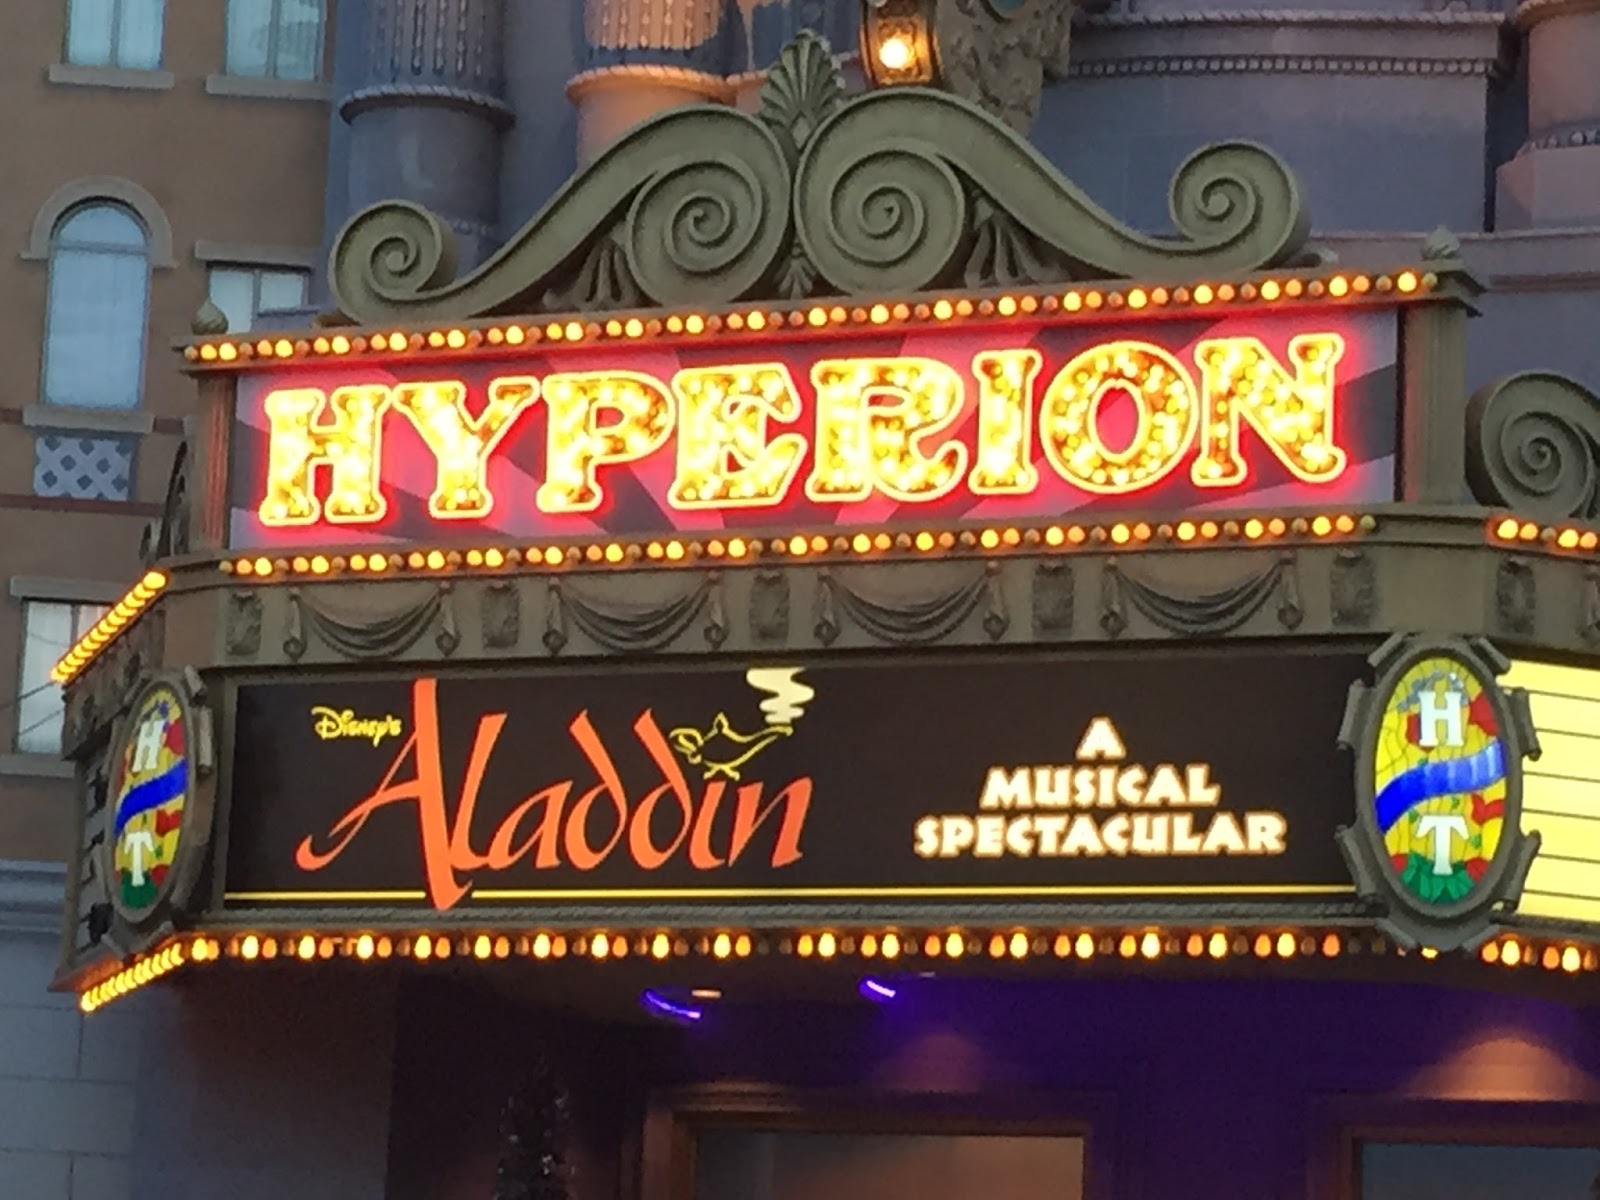 HYPERION
Disney's
Aladdin
A
MUSICAL
SPECTACULAR
H
T
H
T